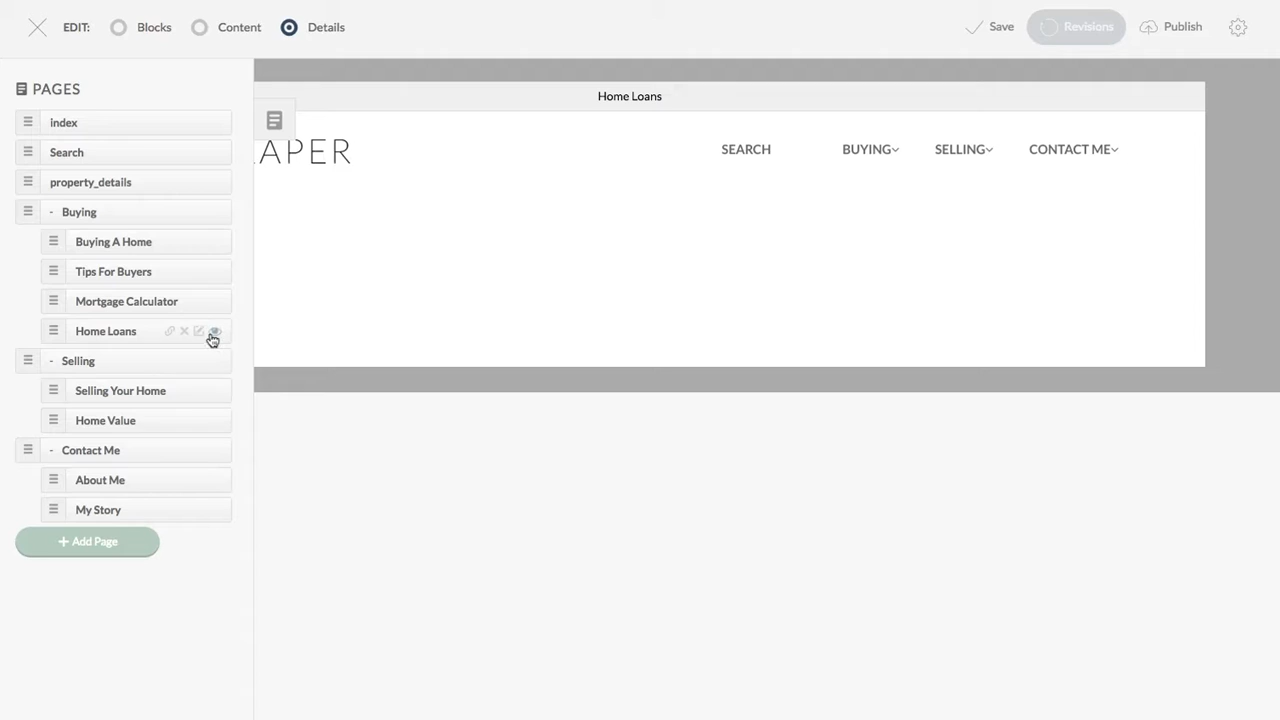 EDIT: Blocks Content Details Save Revisions Publish
PAGES
index
Search
property_details
- Buying
Buying A Home
Tips For Buyers
Mortgage Calculator
Home Loans
- Selling
Selling Your Home
Home Value
- Contact Me
About Me
My Story
+ Add Page
Home Loans
APER SEARCH BUYING SELLING CONTACT ME